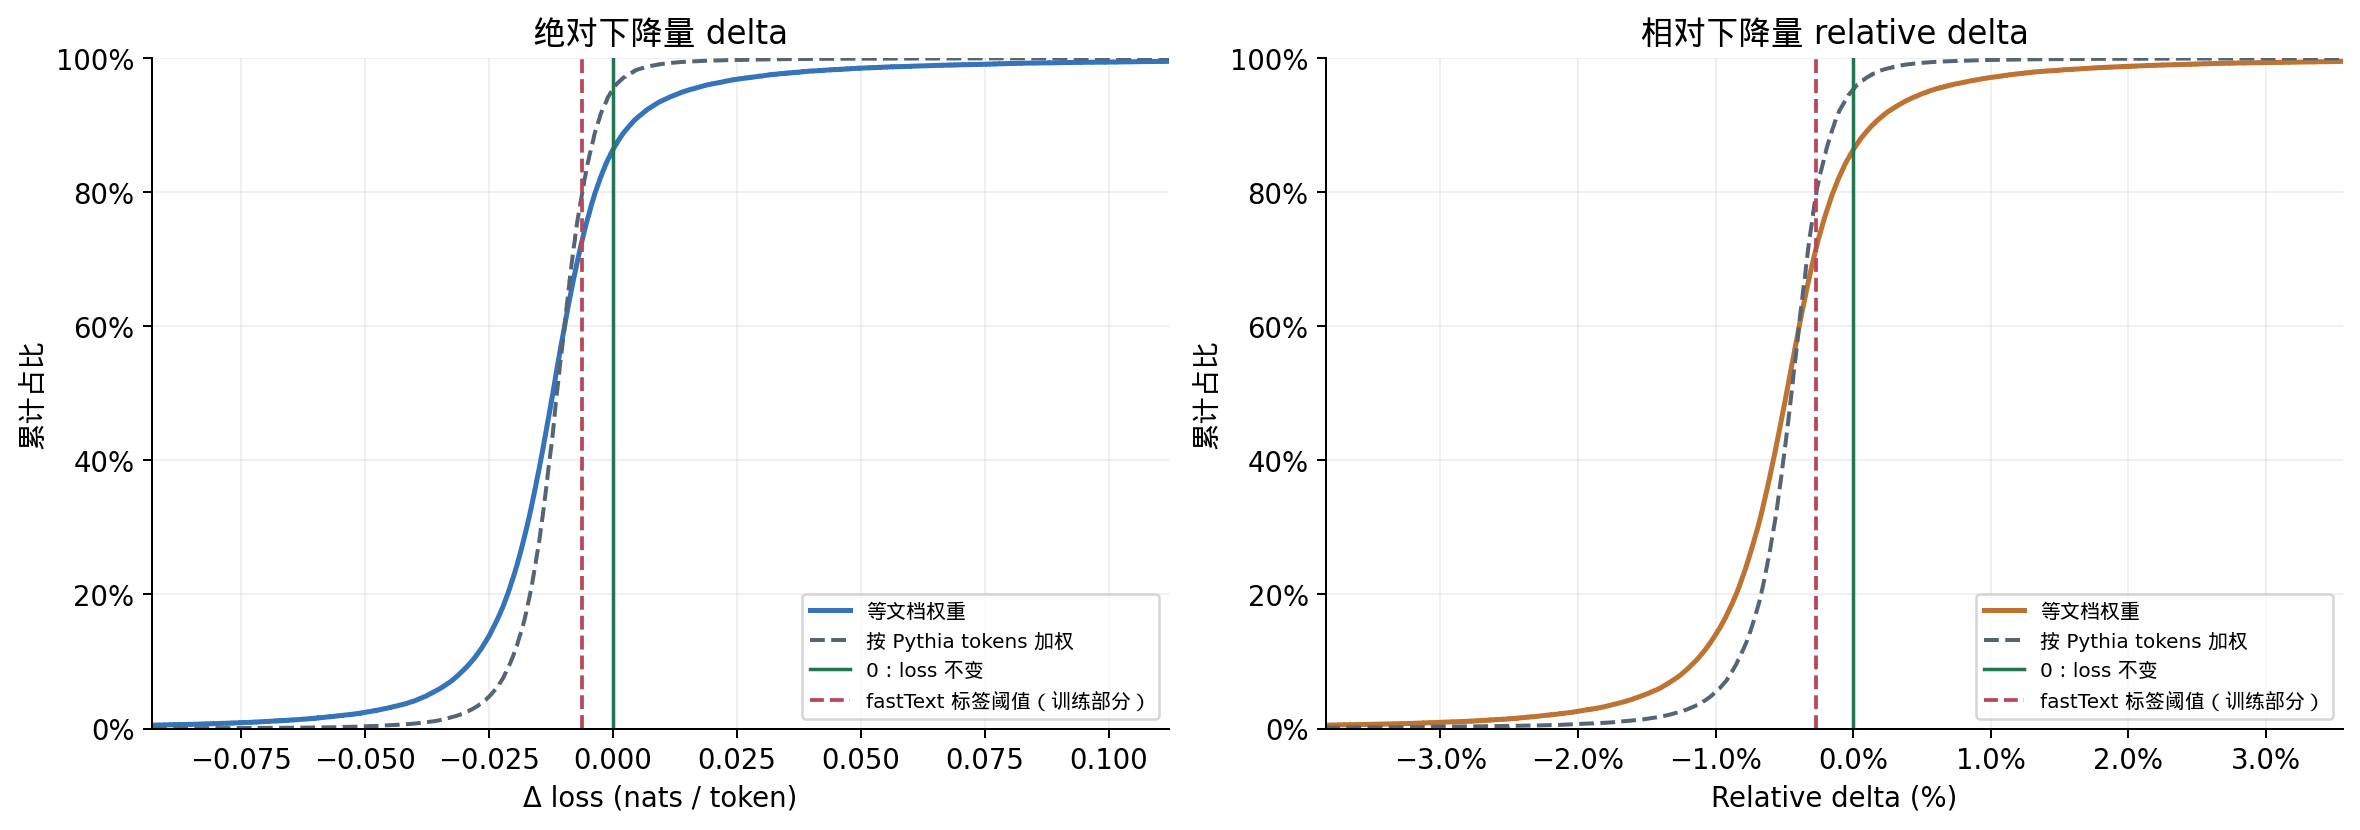 绝对下降量 delta
100%
80%
60%
40%
20%
0%
累计占比
−0.075
−0.050
−0.025
0.000
0.025
0.050
0.075
0.100
Δ loss (nats / token)
等文档权重
按 Pythia tokens 加权
0：loss 不变
fastText 标签阈值（训练部分）
相对下降量 relative delta
100%
80%
60%
40%
20%
0%
累计占比
−3.0%
−2.0%
−1.0%
0.0%
1.0%
2.0%
3.0%
Relative delta (%)
等文档权重
按 Pythia tokens 加权
0：loss 不变
fastText 标签阈值（训练部分）